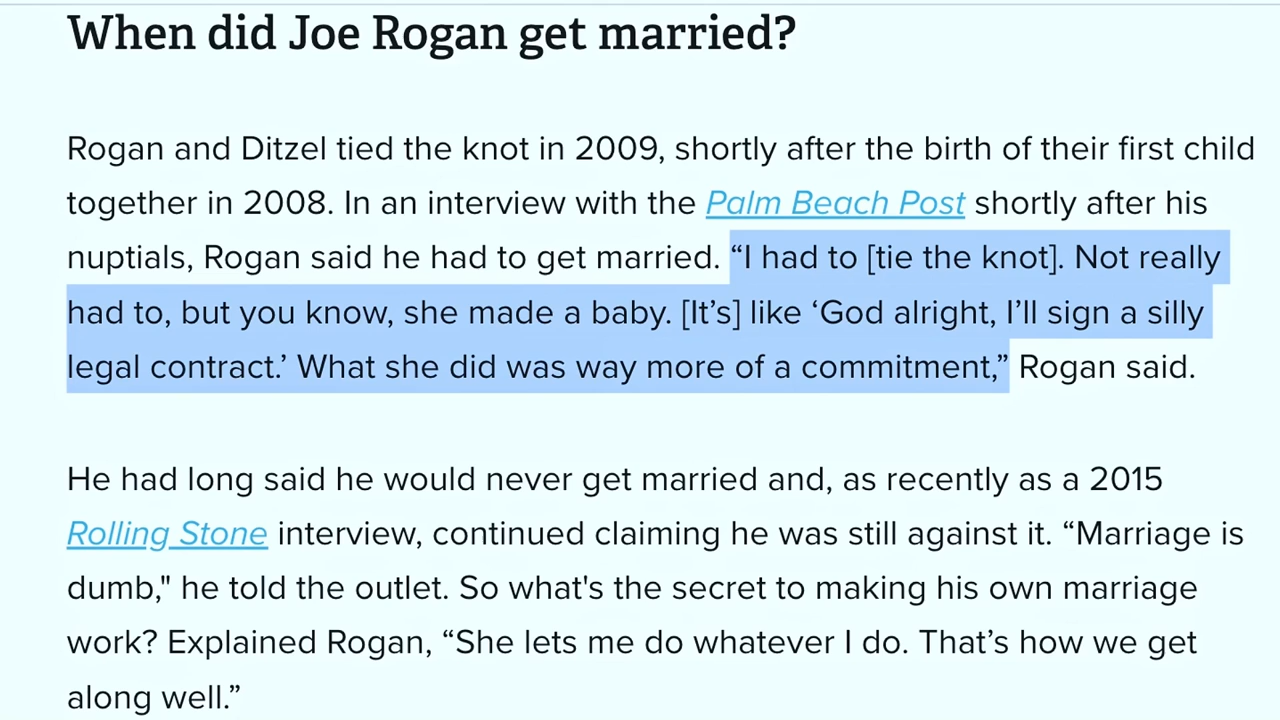 When did Joe Rogan get married?
Rogan and Ditzel tied the knot in 2009, shortly after the birth of their first child
together in 2008. In an interview with the Palm Beach Post shortly after his
nuptials, Rogan said he had to get married. “I had to [tie the knot]. Not really
had to, but you know, she made a baby. [It’s] like ‘God alright, I’ll sign a silly
legal contract.’ What she did was way more of a commitment,” Rogan said.
He had long said he would never get married and, as recently as a 2015
Rolling Stone interview, continued claiming he was still against it. “Marriage is
dumb," he told the outlet. So what's the secret to making his own marriage
work? Explained Rogan, “She lets me do whatever I do. That’s how we get
along well.”